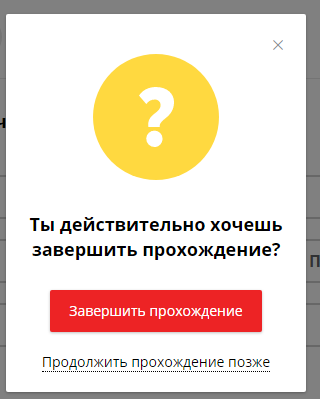 ?
Ты действительно хочешь
завершить прохождение?
Завершить прохождение
Продолжить прохождение позже